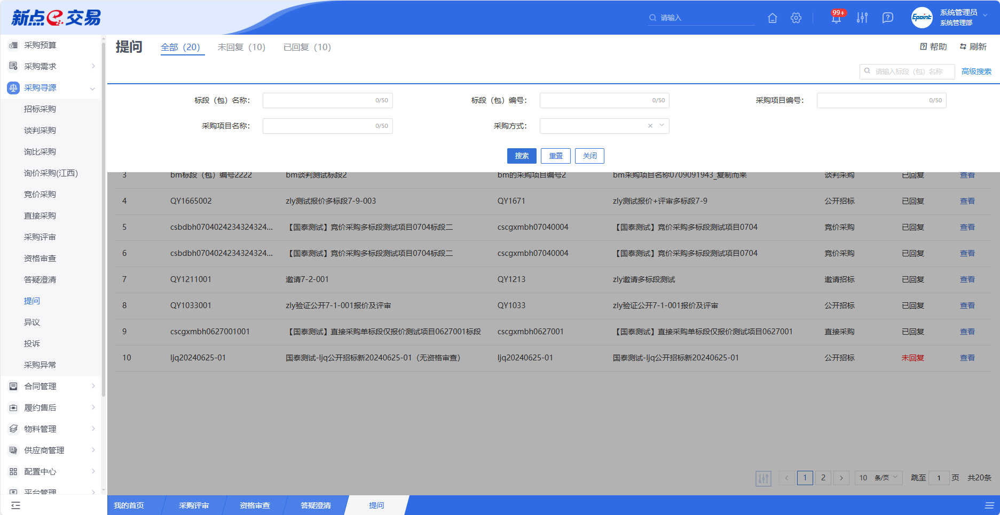 新点e交易
请输入
99+
Epoint
系统管理员
系统管理部
采购预算
采购需求
采购寻源
招标采购
谈判采购
询比采购
询价采购(江西)
竞价采购
直接采购
采购评审
资格审查
答疑澄清
提问
异议
投诉
采购异常
合同管理
履约售后
物料管理
供应商管理
配置中心
平台管理
提问 全部（20） 未回复（10） 已回复（10） 帮助 刷新
请输入标段（包）名称 高级搜索
标段（包）名称： 0/50 标段（包）编号： 0/50 采购项目编号： 0/50
采购项目名称： 0/50 采购方式：
搜索 重置 关闭
3 bm标段（包）编号2222 bm谈判测试标段2 bm的采购项目编号2 bm采购项目名称0709091943_复制而来 谈判采购 已回复 查看
4 QY1665002 zly测试报价多标段7-9-003 QY1671 zly测试报价+评审多标段7-9 公开招标 已回复 查看
5 csbdbh0704024234324324... 【国泰测试】竞价采购多标段测试项目0704标段二 cscgxmbh07040004 【国泰测试】竞价采购多标段测试项目0704 竞价采购 已回复 查看
6 csbdbh0704024234324324... 【国泰测试】竞价采购多标段测试项目0704标段二 cscgxmbh07040004 【国泰测试】竞价采购多标段测试项目0704 竞价采购 已回复 查看
7 QY1211001 邀请7-2-001 QY1213 zly邀请多标段测试 邀请招标 已回复 查看
8 QY1033001 zly验证公开7-1-001报价及评审 QY1033 zly验证公开7-1-001报价及评审 公开招标 已回复 查看
9 cscgxmbh0627001001 【国泰测试】直接采购单标段仅报价测试项目0627001标段 cscgxmbh0627001 【国泰测试】直接采购单标段仅报价测试项目0627001 直接采购 已回复 查看
10 ljq20240625-01 国泰测试-ljq公开招标新20240625-01（无资格审查） ljq20240625-01 国泰测试-ljq公开招标新20240625-01 公开招标 未回复 查看
1 2 10 条/页 跳至 1 页 共20条
我的首页 采购评审 资格审查 答疑澄清 提问